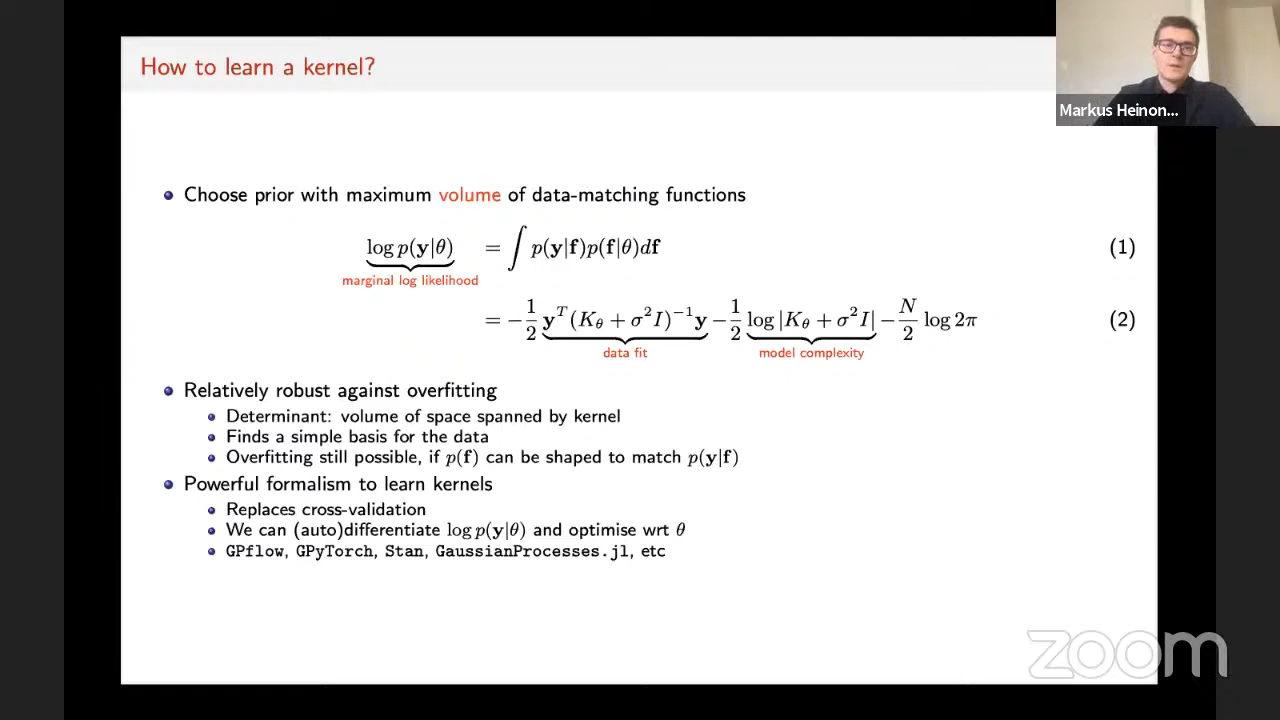 How to learn a kernel?
Markus Heinon...
Choose prior with maximum volume of data-matching functions
log p(y|θ) = ∫ p(y|f)p(f|θ)df (1)
marginal log likelihood
= −1/2 y^T(K_θ + σ²I)^−1 y − 1/2 log |K_θ + σ²I| − N/2 log 2π (2)
data fit model complexity
Relatively robust against overfitting
Determinant: volume of space spanned by kernel
Finds a simple basis for the data
Overfitting still possible, if p(f) can be shaped to match p(y|f)
Powerful formalism to learn kernels
Replaces cross-validation
We can (auto)differentiate log p(y|θ) and optimise wrt θ
GPflow, GPyTorch, Stan, GaussianProcesses.jl, etc
zoom